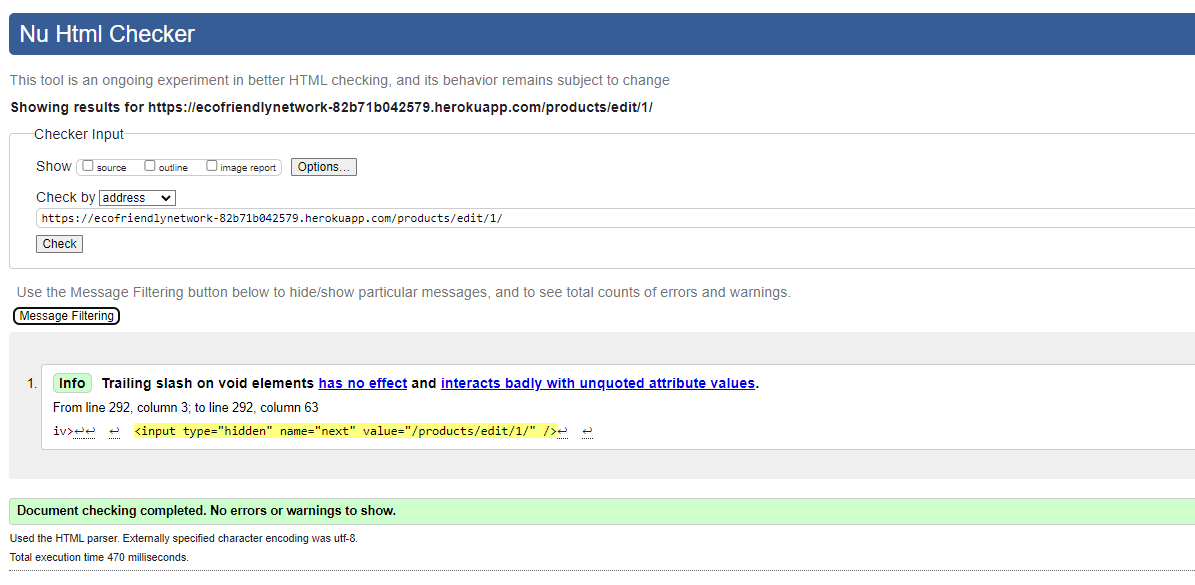 Nu Html Checker
This tool is an ongoing experiment in better HTML checking, and its behavior remains subject to change
Showing results for https://ecofriendlynetwork-82b71b042579.herokuapp.com/products/edit/1/
Checker Input
Show source outline image report Options...
Check by address
https://ecofriendlynetwork-82b71b042579.herokuapp.com/products/edit/1/
Check
Use the Message Filtering button below to hide/show particular messages, and to see total counts of errors and warnings.
Message Filtering
1. Info Trailing slash on void elements has no effect and interacts badly with unquoted attribute values.
From line 292, column 3; to line 292, column 63
iv>↩↩ ↩ <input type="hidden" name="next" value="/products/edit/1/" />↩ ↩
Document checking completed. No errors or warnings to show.
Used the HTML parser. Externally specified character encoding was utf-8.
Total execution time 470 milliseconds.